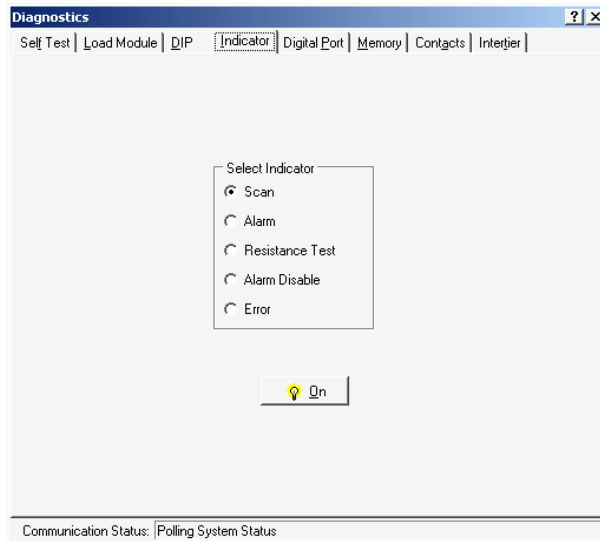 Diagnostics
Self Test Load Module DIP Indicator Digital Port Memory Contacts Intertier
Select Indicator
Scan
Alarm
Resistance Test
Alarm Disable
Error
On
Communication Status: Polling System Status